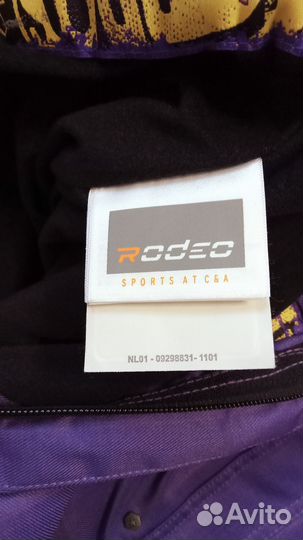 RODEO
SPORTS AT C&A
NL01 - 09298831- 1101
Avito